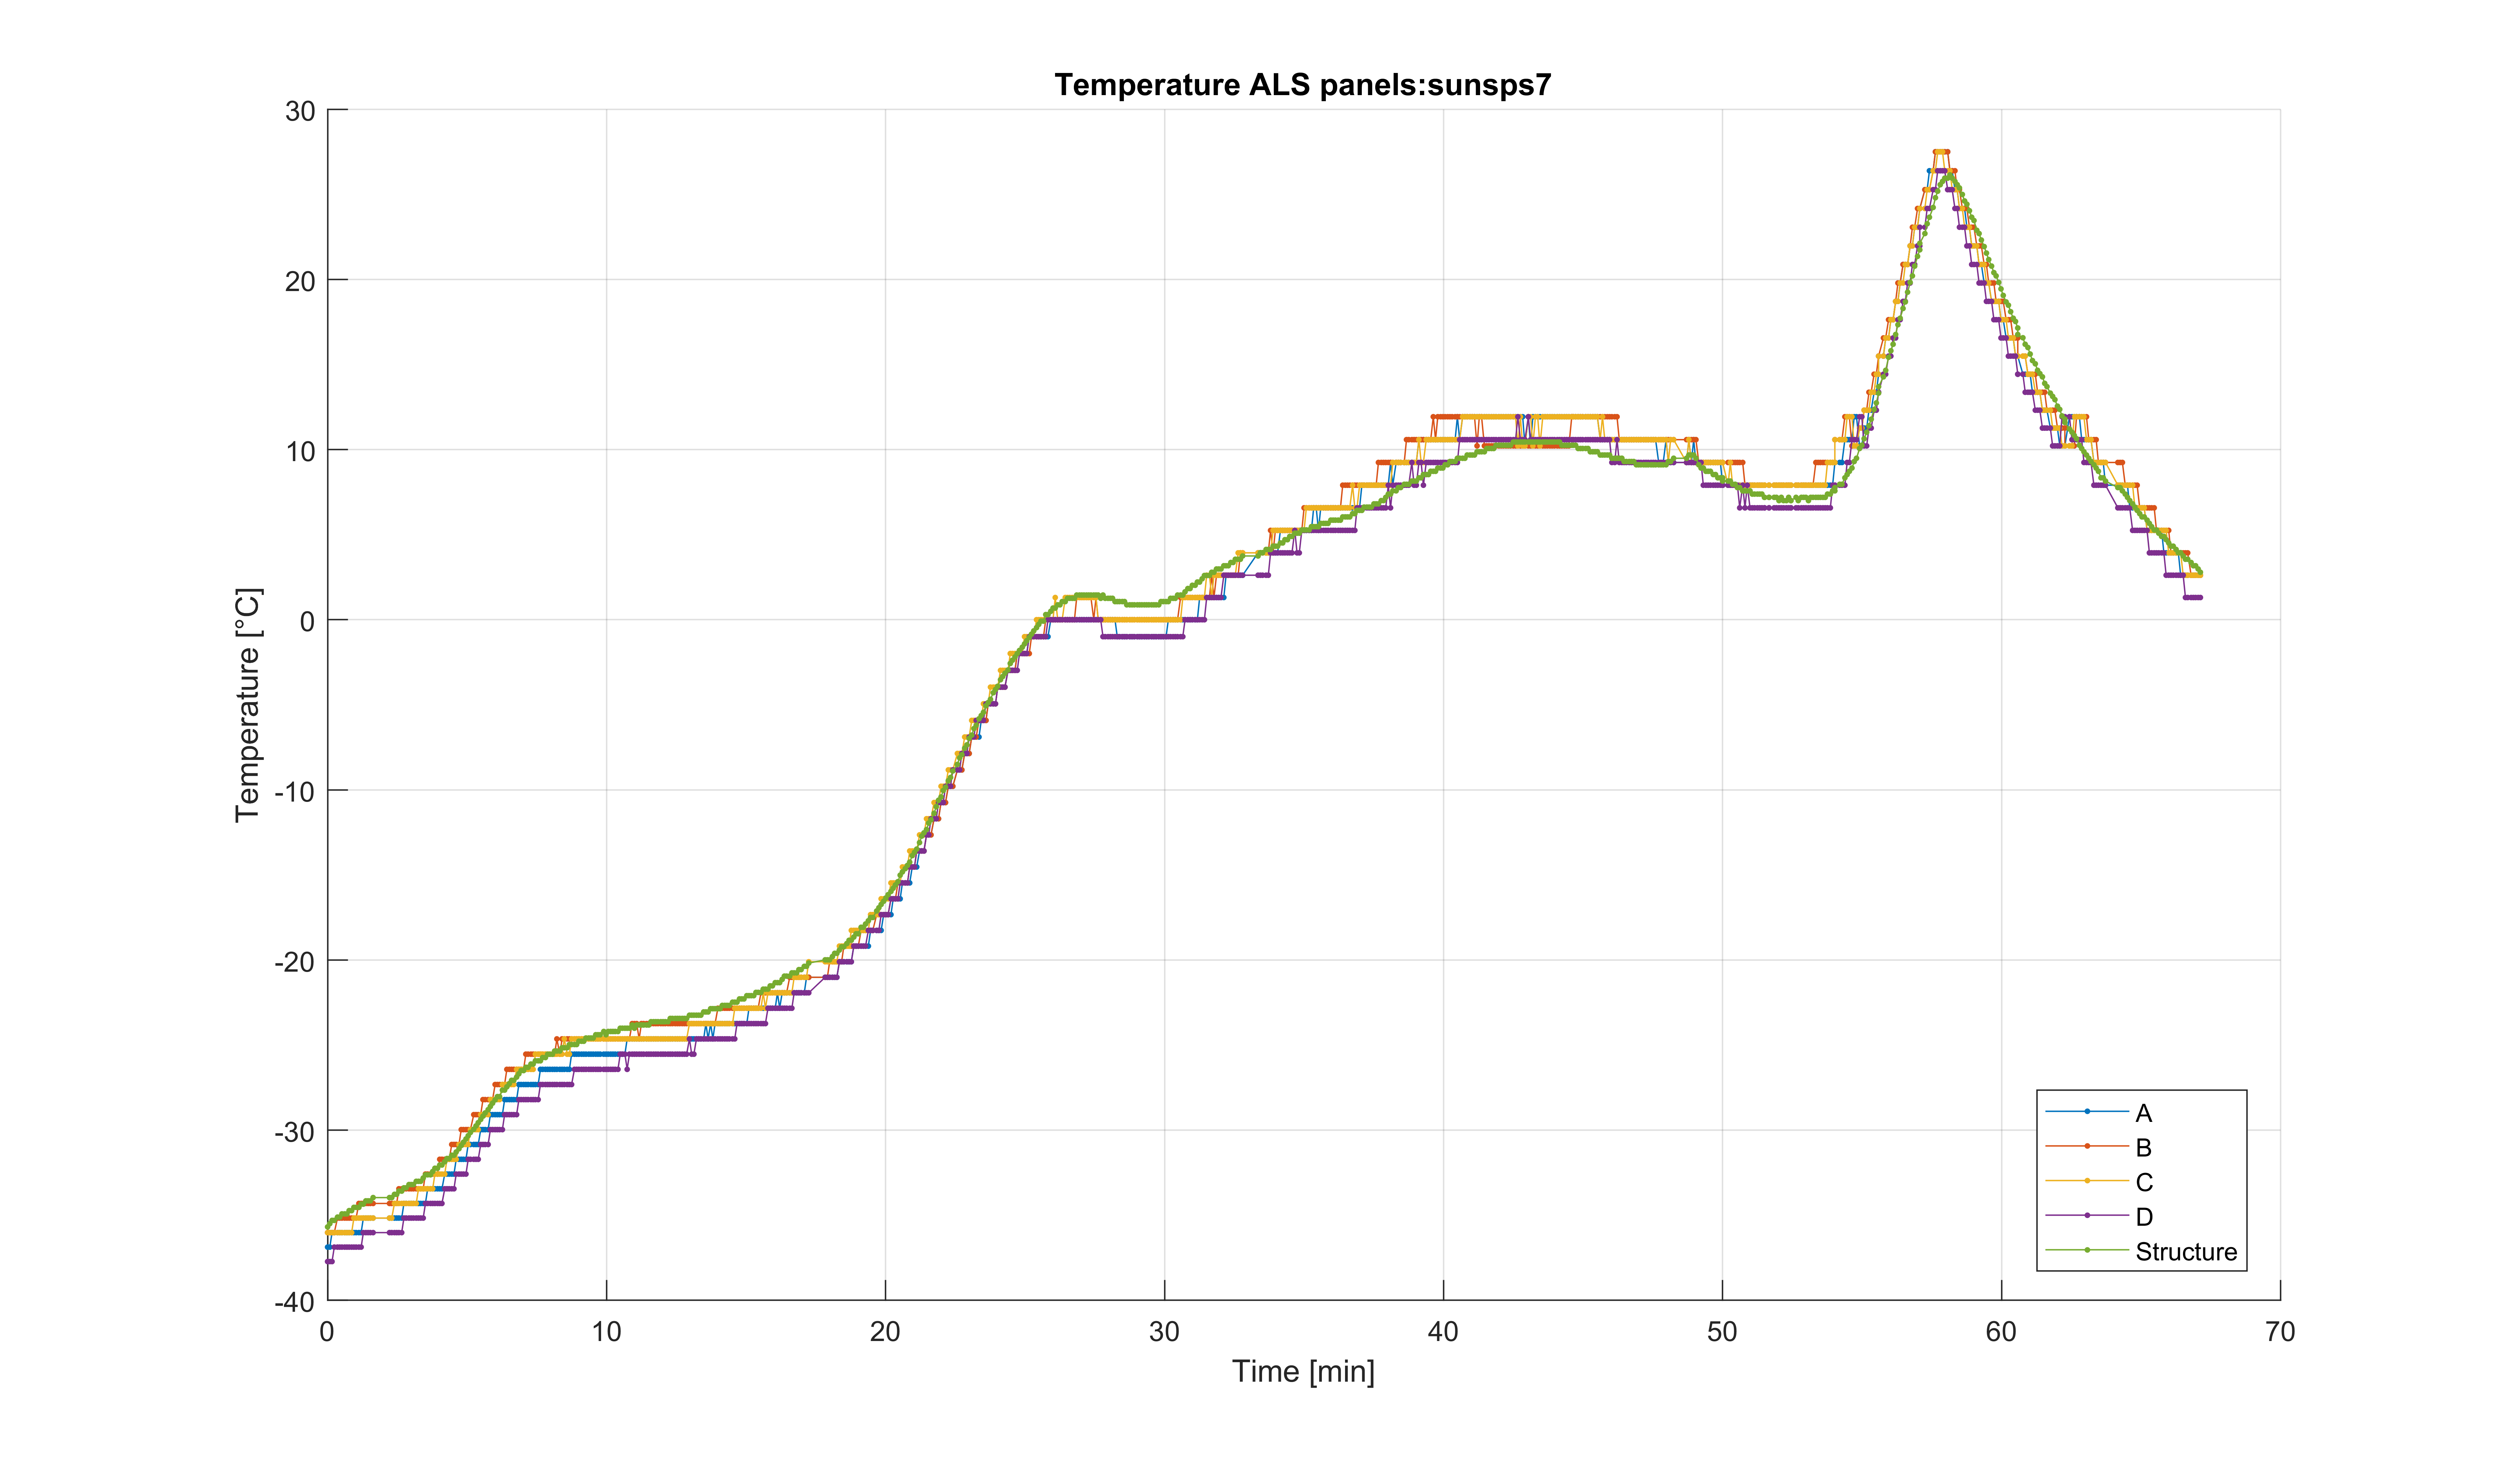 Temperature ALS panels:sunsps7
30
20
10
0
-10
-20
-30
-40
Temperature [°C]
0 10 20 30 40 50 60 70
Time [min]
A
B
C
D
Structure